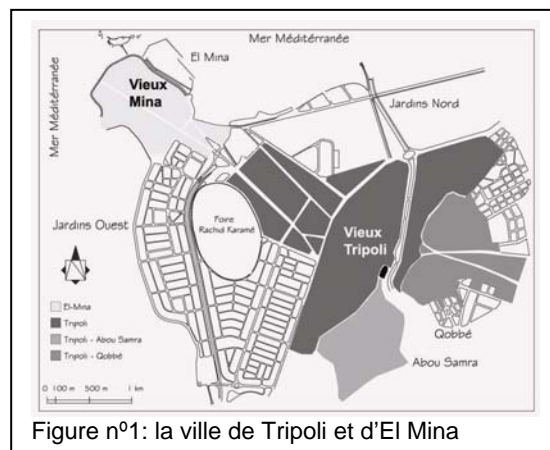 Mer Méditérranée
El Mina
Vieux
Mina
Mer Méditérranée
Jardins Nord
Jardins Ouest
Foire
Rachid Karamé
Vieux
Tripoli
Qobbé
Abou Samra
El-Mina
Tripoli
Tripoli - Abou Samra
Tripoli - Qobbé
0 100 m 500 m 1 km
Figure nº1: la ville de Tripoli et d'El Mina